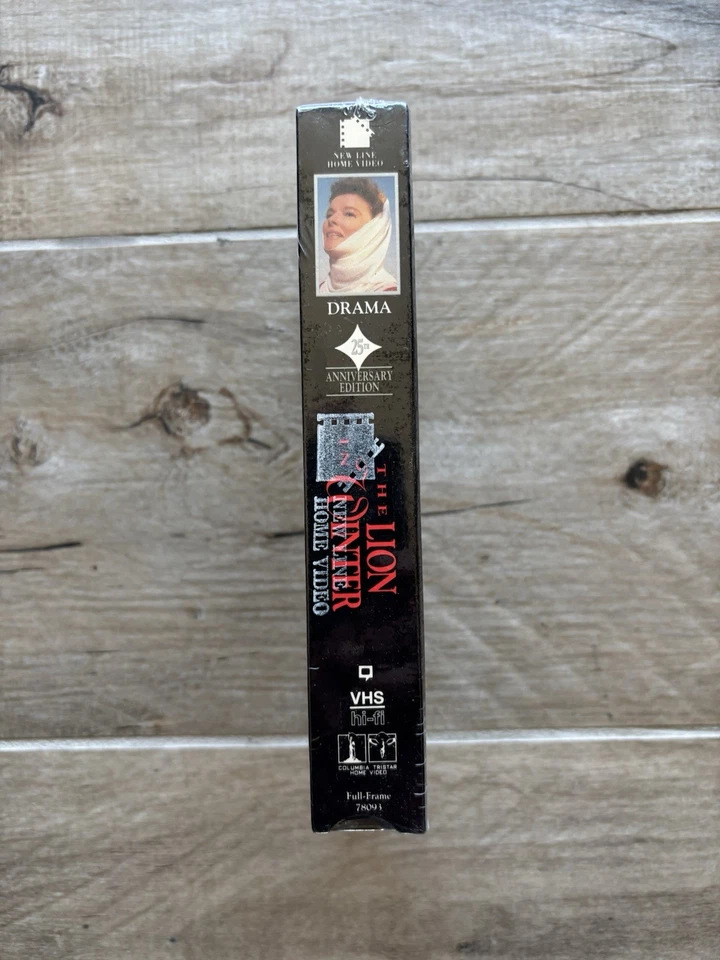 NEW LINE
HOME VIDEO
DRAMA
25TH
ANNIVERSARY
EDITION
THE LION
IN WINTER
NEW LINE
HOME VIDEO
VHS
hi-fi
COLUMBIA TRISTAR
HOME VIDEO
Full-Frame
78093